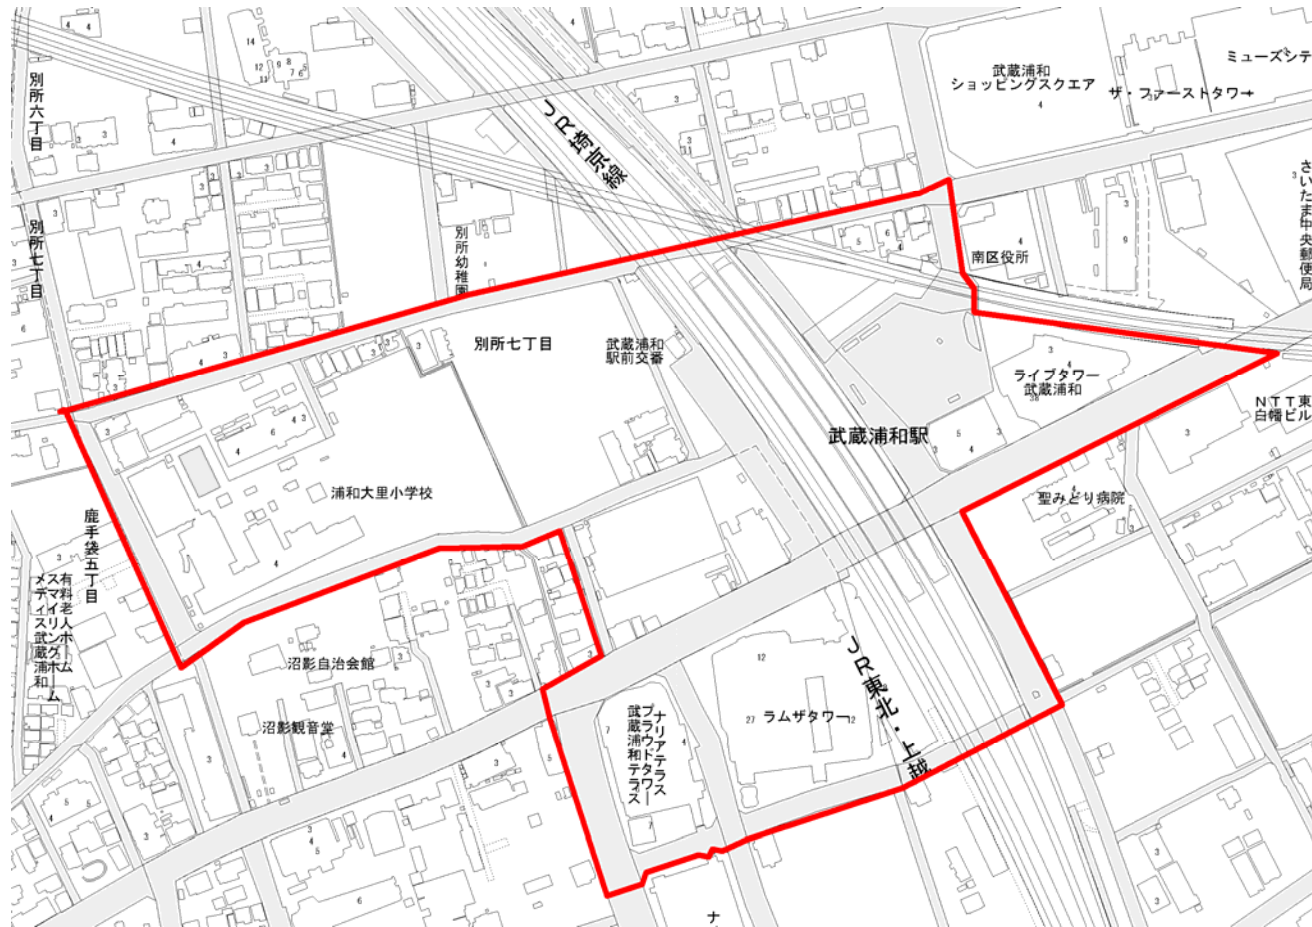 武蔵浦和
ショッピングスクエア
ミューズシテ
ザ・ファーストタワー
別所六丁目
JR埼京線
さいたま中央郵便局
別所七丁目
別所幼稚園
南区役所
別所七丁目
武蔵浦和
駅前交番
ライブタワー
武蔵浦和
NTT東
白幡ビル
武蔵浦和駅
浦和大里小学校
聖みどり病院
鹿手袋五丁目
有料老人ホーム
スマイリングホーム
メディス武蔵浦和
沼影自治会館
沼影観音堂
JR東北・上越
ラムザタワー
ナリアテラス
プラウドタワー
武蔵浦和テラス
ナ